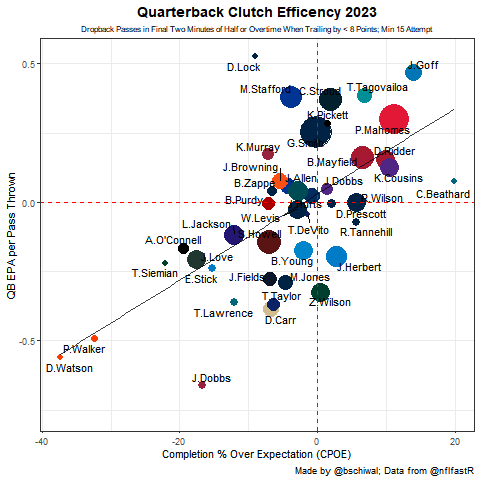 Quarterback Clutch Efficency 2023
Dropback Passes in Final Two Minutes of Half or Overtime When Trailing by < 8 Points; Min 15 Attempt
QB EPA per Pass Thrown
0.5
0.0
-0.5
D.Lock
J.Goff
M.Stafford
C.Stroud
T.Tagovailoa
K.Pickett
P.Mahomes
G.Smith
K.Murray
D.Ridder
B.Mayfield
J.Browning
K.Cousins
J.Allen
J.Dobbs
B.Zappe
C.Beathard
B.Purdy
R.Wilson
W.Levis
D.Prescott
L.Jackson
T.DeVito
R.Tannehill
S.Howell
A.O'Connell
J.Love
B.Young
J.Herbert
T.Siemian
E.Stick
J.Fields
M.Jones
T.Taylor
Z.Wilson
T.Lawrence
D.Carr
P.Walker
D.Watson
J.Dobbs
-40
-20
0
20
Completion % Over Expectation (CPOE)
Made by @bschiwal; Data from @nflfastR